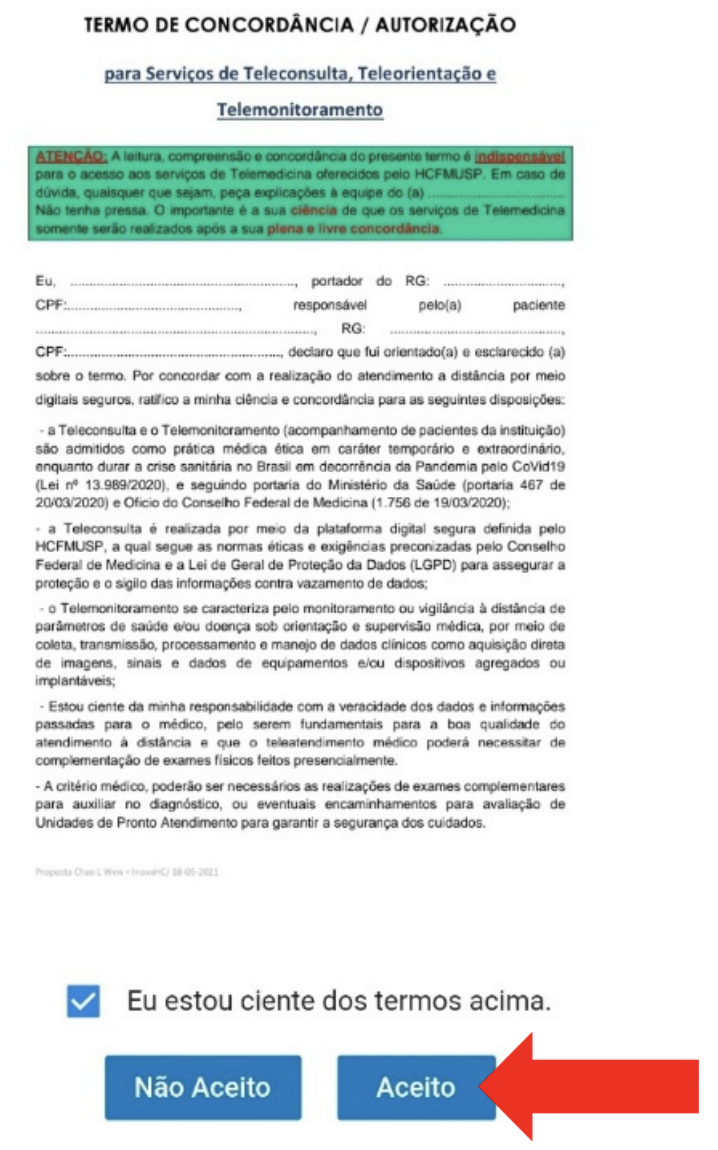 TERMO DE CONCORDÂNCIA / AUTORIZAÇÃO
para Serviços de Teleconsulta, Teleorientação e
Telemonitoramento
ATENÇÃO: A leitura, compreensão e concordância do presente termo é indispensável
para o acesso aos serviços de Telemedicina oferecidos pelo HCFMUSP. Em caso de
dúvida, quaisquer que sejam, peça explicações à equipe do (a) ................................
Não tenha pressa. O importante é a sua ciência de que os serviços de Telemedicina
somente serão realizados após a sua plena e livre concordância.
Eu, ......................................................, portador do RG: .............................,
CPF:.........................................., responsável pelo(a) paciente
..................................................................., RG: ..........................................,
CPF:...................................................., declaro que fui orientado(a) e esclarecido (a)
sobre o termo. Por concordar com a realização do atendimento a distância por meio
digitais seguros, ratifico a minha ciência e concordância para as seguintes disposições:
- a Teleconsulta e o Telemonitoramento (acompanhamento de pacientes da instituição)
são admitidos como prática médica ética em caráter temporário e extraordinário,
enquanto durar a crise sanitária no Brasil em decorrência da Pandemia pelo CoVid19
(Lei nº 13.989/2020), e seguindo portaria do Ministério da Saúde (portaria 467 de
20/03/2020) e Oficio do Conselho Federal de Medicina (1.756 de 19/03/2020);
- a Teleconsulta é realizada por meio da plataforma digital segura definida pelo
HCFMUSP, a qual segue as normas éticas e exigências preconizadas pelo Conselho
Federal de Medicina e a Lei de Geral de Proteção da Dados (LGPD) para assegurar a
proteção e o sigilo das informações contra vazamento de dados;
- o Telemonitoramento se caracteriza pelo monitoramento ou vigilância à distância de
parâmetros de saúde e/ou doença sob orientação e supervisão médica, por meio de
coleta, transmissão, processamento e manejo de dados clínicos como aquisição direta
de imagens, sinais e dados de equipamentos e/ou dispositivos agregados ou
implantáveis;
- Estou ciente da minha responsabilidade com a veracidade dos dados e informações
passadas para o médico, pelo serem fundamentais para a boa qualidade do
atendimento à distância e que o teleatendimento médico poderá necessitar de
complementação de exames físicos feitos presencialmente.
- A critério médico, poderão ser necessários as realizações de exames complementares
para auxiliar no diagnóstico, ou eventuais encaminhamentos para avaliação de
Unidades de Pronto Atendimento para garantir a segurança dos cuidados.
Proposta Chao L Wen + InovaHC/ 18-05-2021
Eu estou ciente dos termos acima.
Não Aceito
Aceito